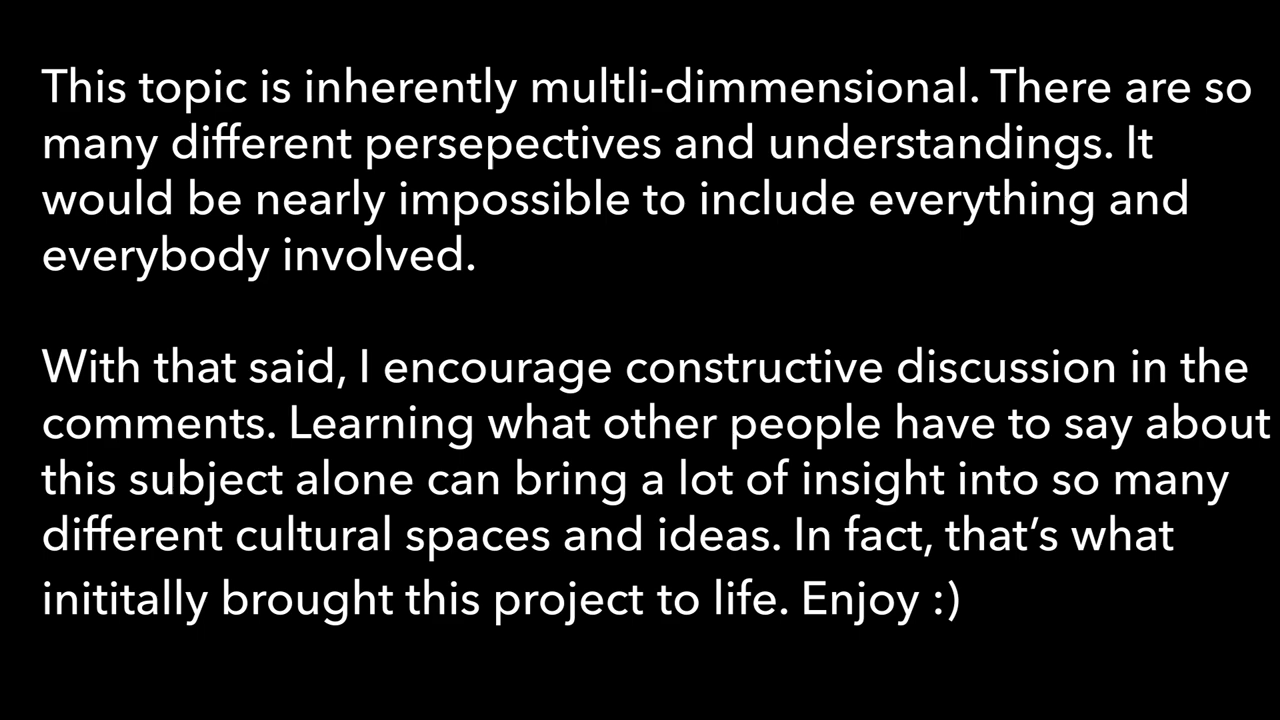 This topic is inherently multli-dimmensional. There are so
many different persepectives and understandings. It
would be nearly impossible to include everything and
everybody involved.
With that said, I encourage constructive discussion in the
comments. Learning what other people have to say about
this subject alone can bring a lot of insight into so many
different cultural spaces and ideas. In fact, that’s what
inititally brought this project to life. Enjoy :)